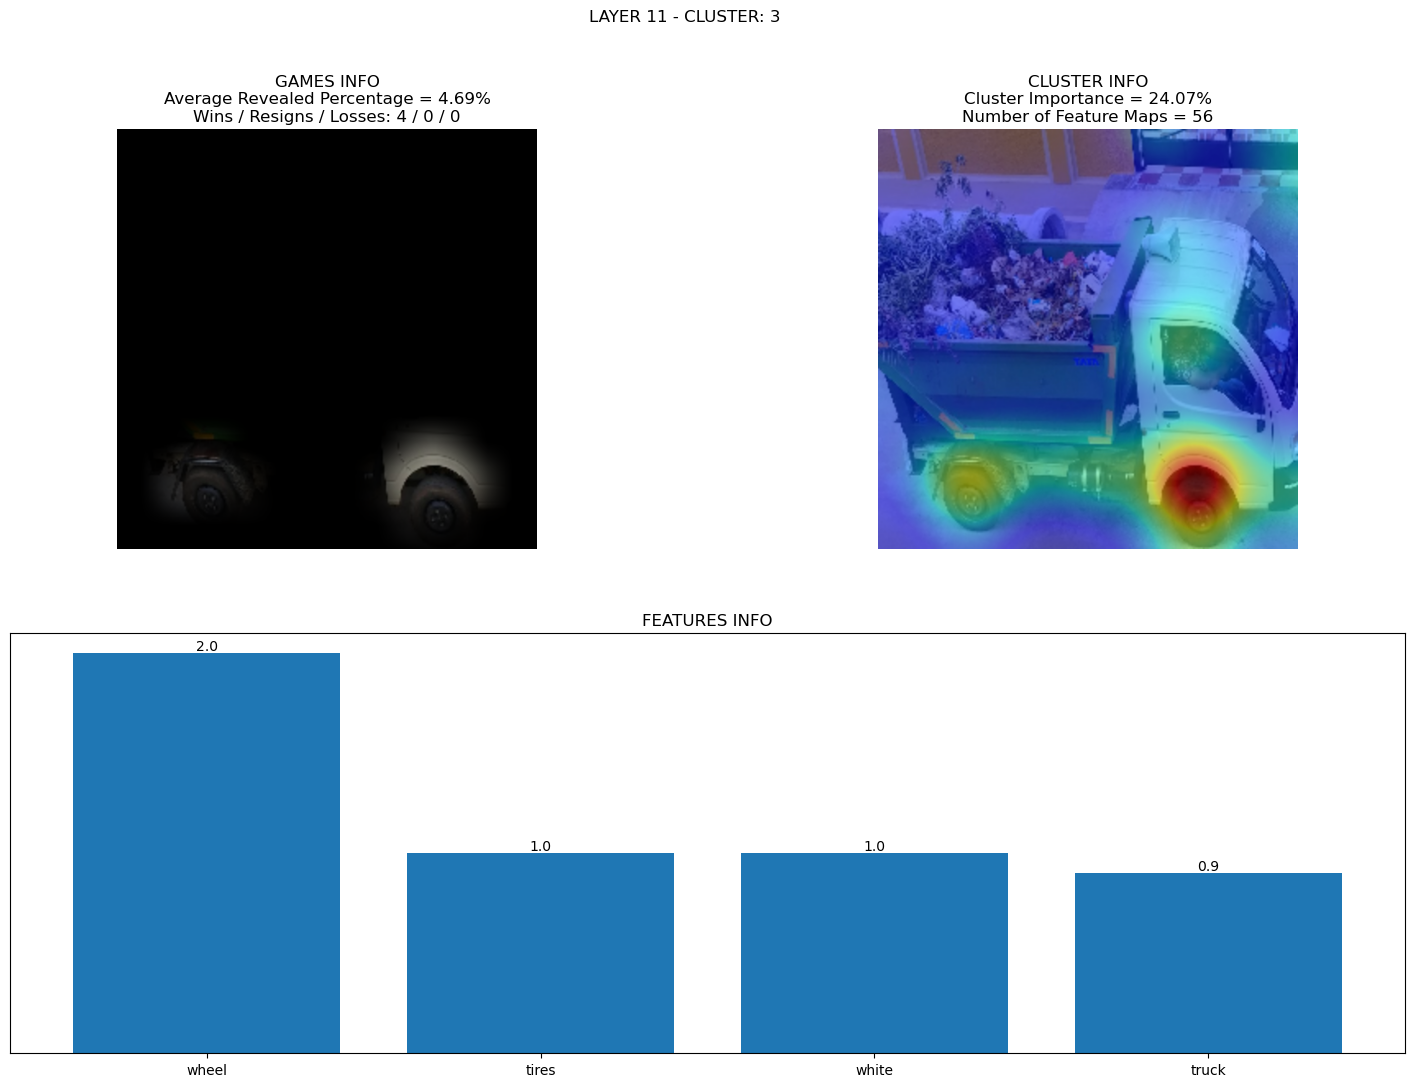 LAYER 11 - CLUSTER: 3
GAMES INFO
Average Revealed Percentage = 4.69%
Wins / Resigns / Losses: 4 / 0 / 0
CLUSTER INFO
Cluster Importance = 24.07%
Number of Feature Maps = 56
FEATURES INFO
2.0
1.0
1.0
0.9
wheel
tires
white
truck